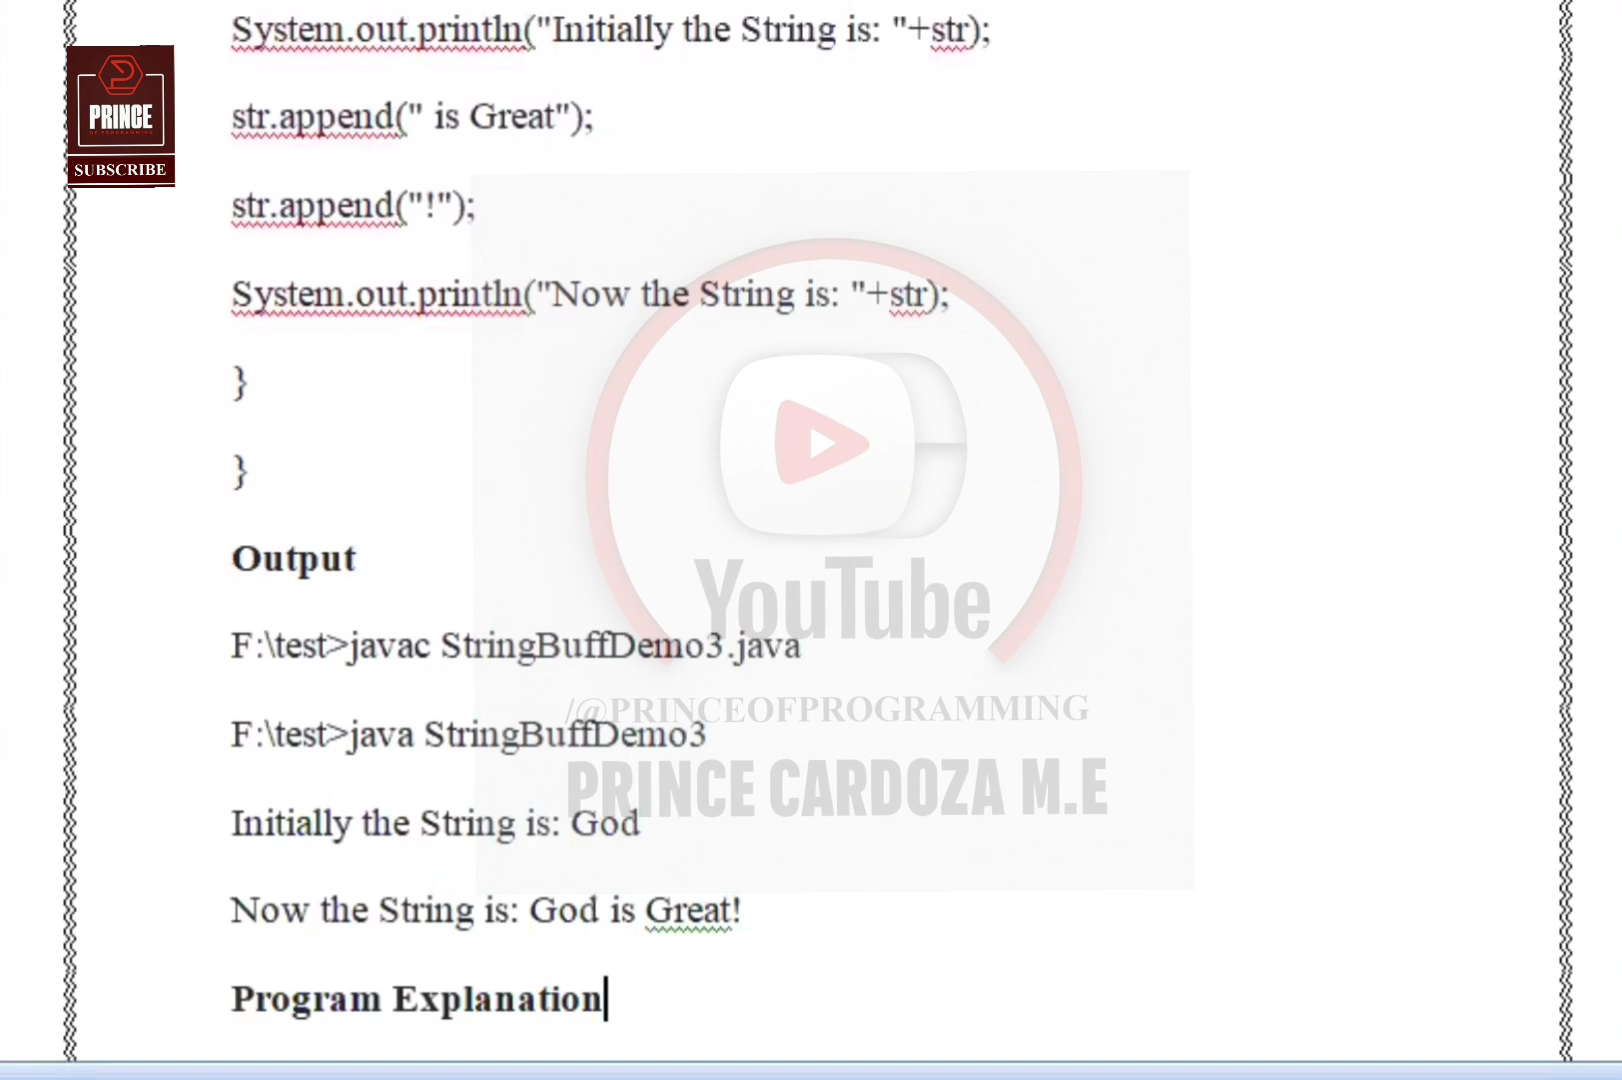 System.out.println("Initially the String is: "+str);
PRINCE
OF PROGRAMMING
SUBSCRIBE
str.append(" is Great");
str.append("!");
System.out.println("Now the String is: "+str);
}
}
Output
YouTube
F:\test>javac StringBuffDemo3.java
/@PRINCEOFPROGRAMMING
F:\test>java StringBuffDemo3
PRINCE CARDOZA M.E
Initially the String is: God
Now the String is: God is Great!
Program Explanation